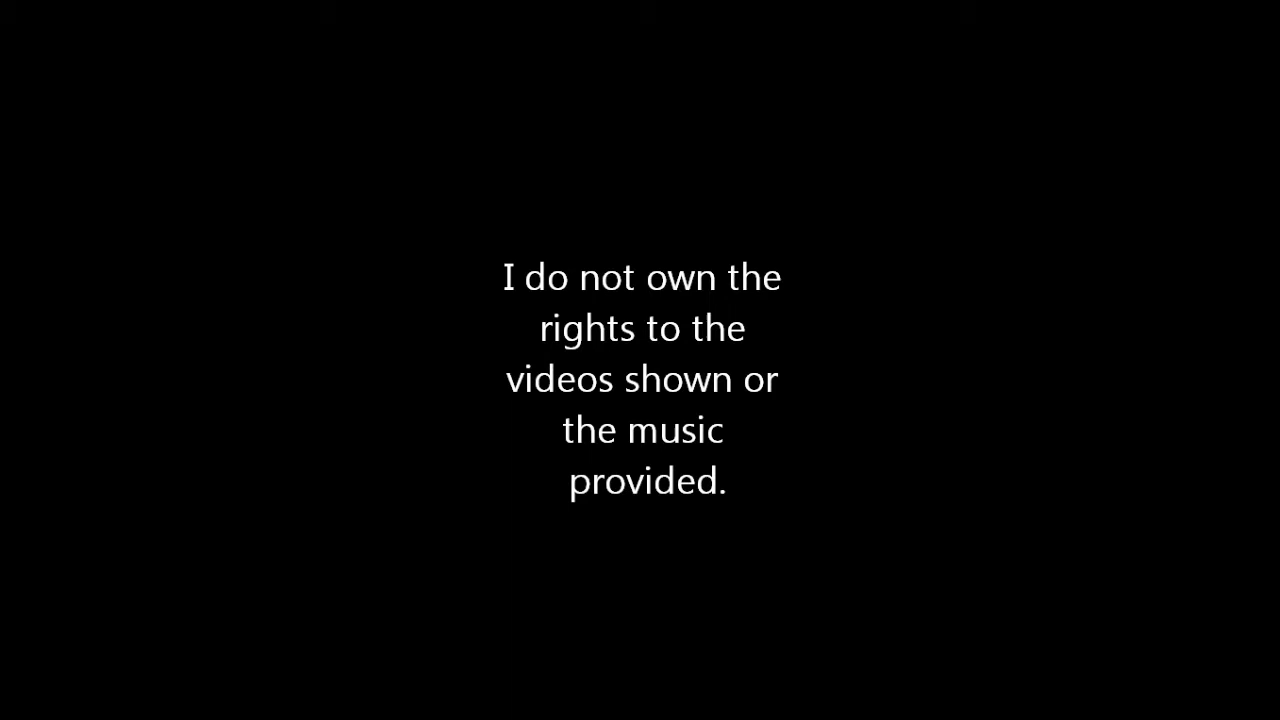 I do not own the
rights to the
videos shown or
the music
provided.